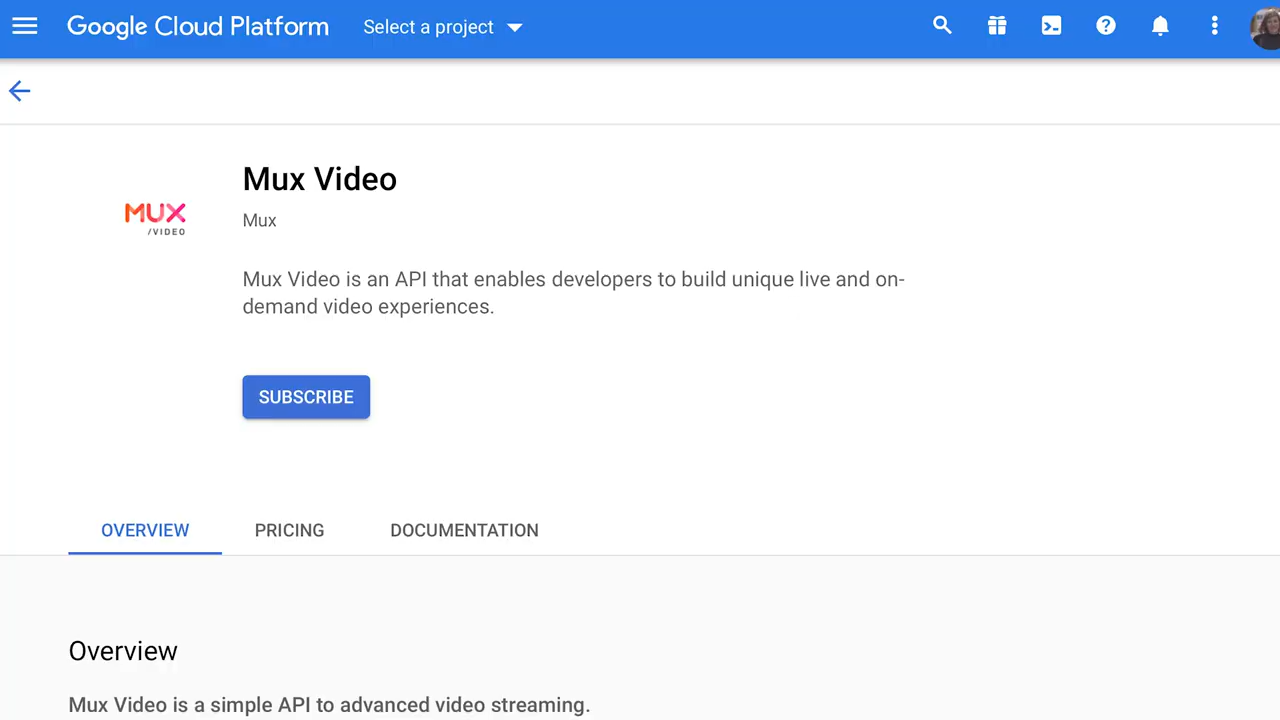 Google Cloud Platform Select a project
MUX
/VIDEO
Mux Video
Mux
Mux Video is an API that enables developers to build unique live and on-
demand video experiences.
SUBSCRIBE
OVERVIEW PRICING DOCUMENTATION
Overview
Mux Video is a simple API to advanced video streaming.